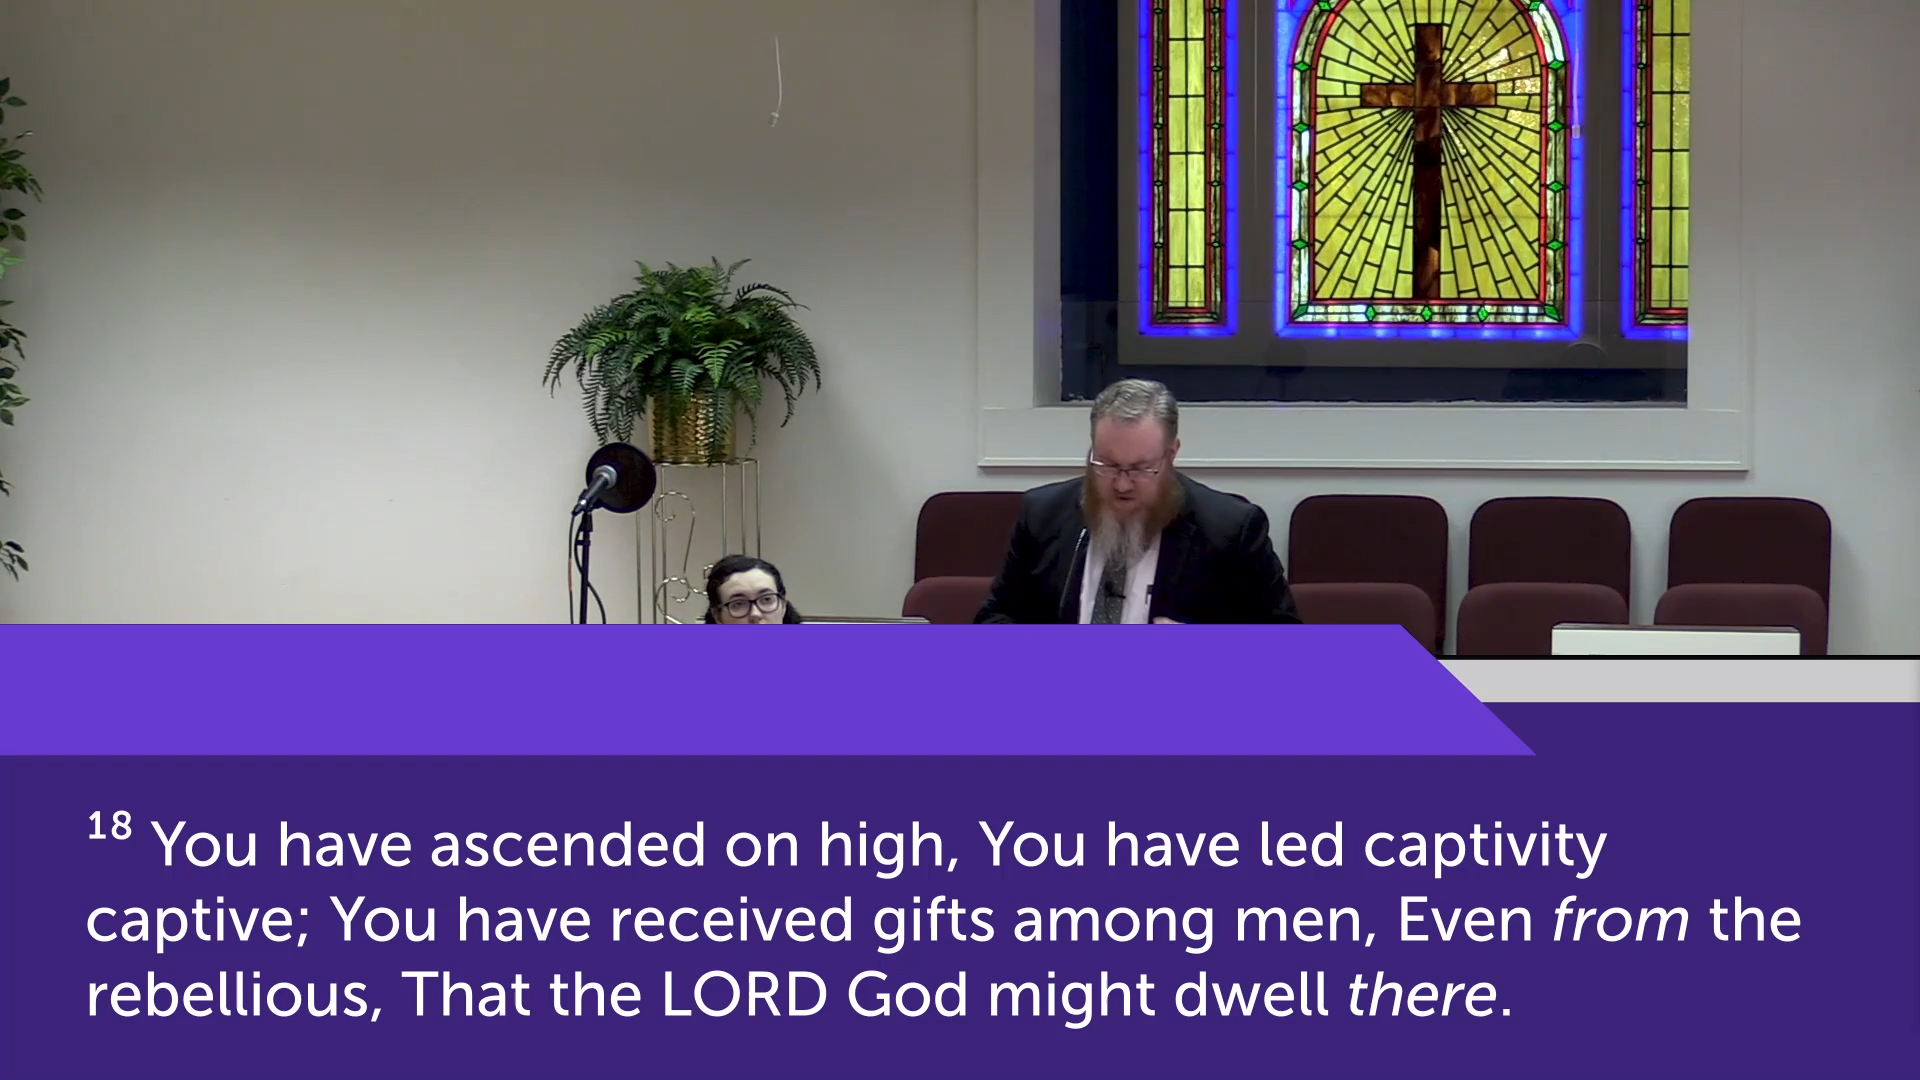 18 You have ascended on high, You have led captivity
captive; You have received gifts among men, Even from the
rebellious, That the LORD God might dwell there.